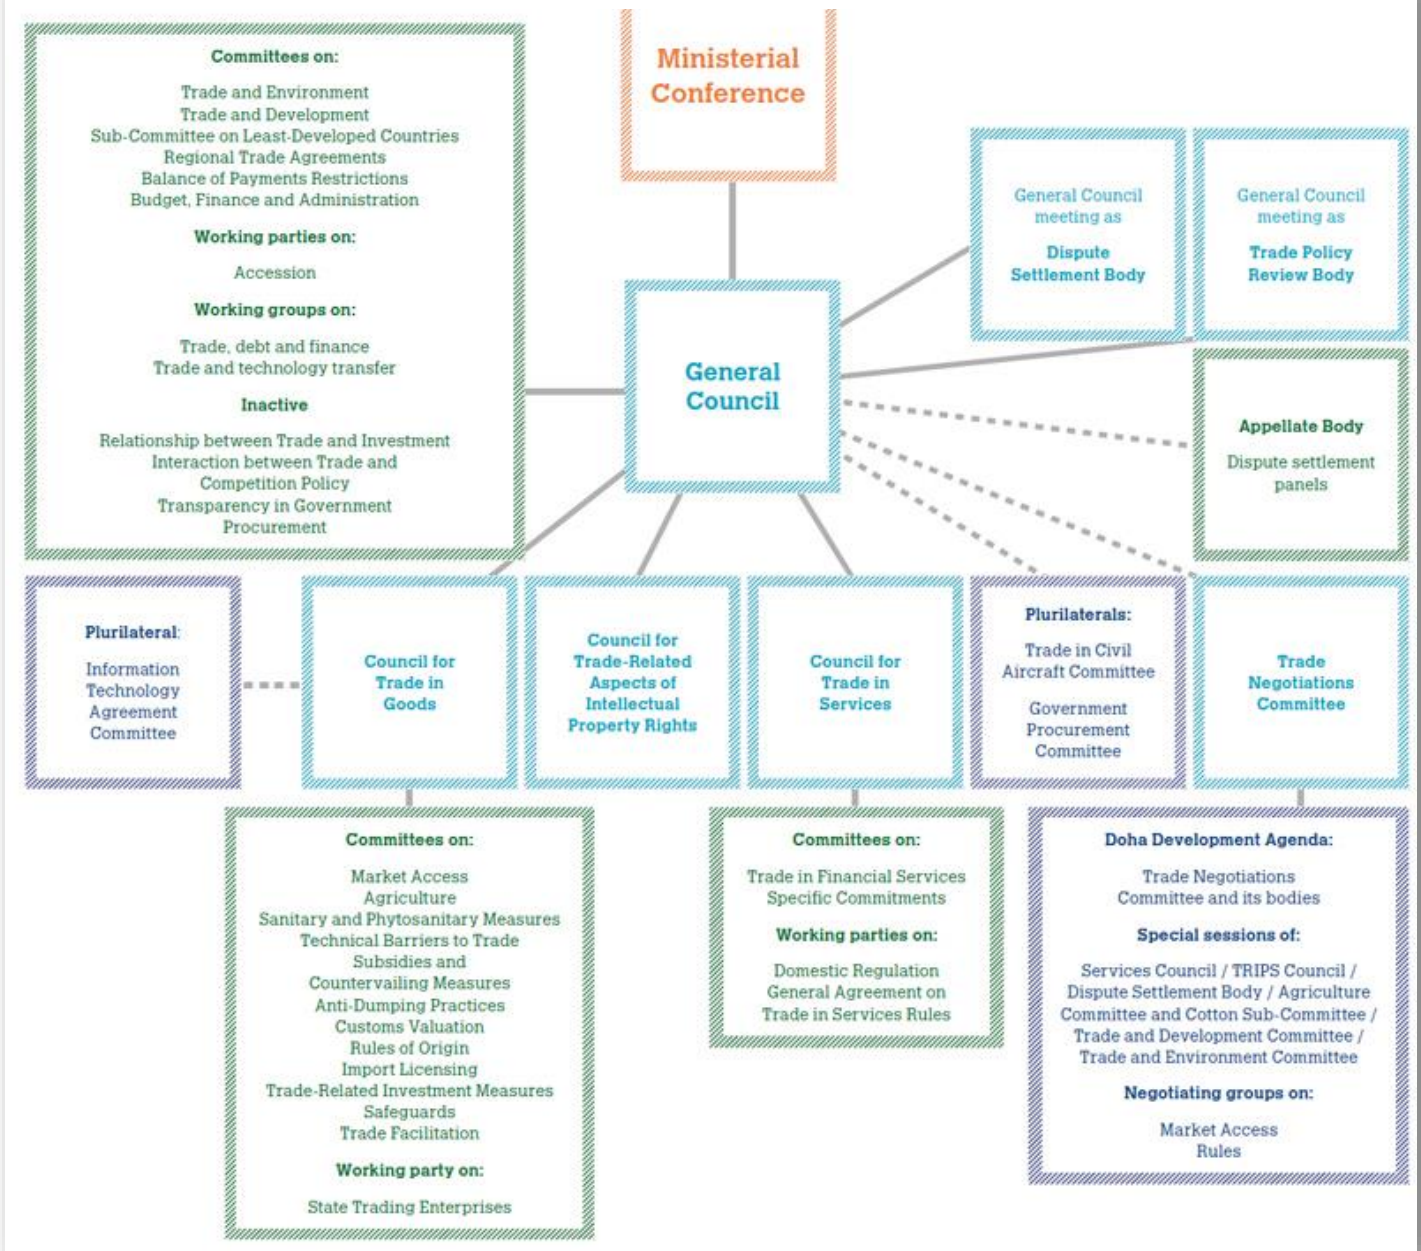 Ministerial
Conference
Committees on:
Trade and Environment
Trade and Development
Sub-Committee on Least-Developed Countries
Regional Trade Agreements
Balance of Payments Restrictions
Budget, Finance and Administration
Working parties on:
Accession
Working groups on:
Trade, debt and finance
Trade and technology transfer
Inactive
Relationship between Trade and Investment
Interaction between Trade and
Competition Policy
Transparency in Government
Procurement
General
Council
General Council
meeting as
Dispute
Settlement Body
General Council
meeting as
Trade Policy
Review Body
Appellate Body
Dispute settlement
panels
Plurilateral:
Information
Technology
Agreement
Committee
Council for
Trade in
Goods
Council for
Trade-Related
Aspects of
Intellectual
Property Rights
Council for
Trade in
Services
Plurilaterals:
Trade in Civil
Aircraft Committee
Government
Procurement
Committee
Trade
Negotiations
Committee
Committees on:
Market Access
Agriculture
Sanitary and Phytosanitary Measures
Technical Barriers to Trade
Subsidies and
Countervailing Measures
Anti-Dumping Practices
Customs Valuation
Rules of Origin
Import Licensing
Trade-Related Investment Measures
Safeguards
Trade Facilitation
Working party on:
State Trading Enterprises
Committees on:
Trade in Financial Services
Specific Commitments
Working parties on:
Domestic Regulation
General Agreement on
Trade in Services Rules
Doha Development Agenda:
Trade Negotiations
Committee and its bodies
Special sessions of:
Services Council / TRIPS Council /
Dispute Settlement Body / Agriculture
Committee and Cotton Sub-Committee /
Trade and Development Committee /
Trade and Environment Committee
Negotiating groups on:
Market Access
Rules